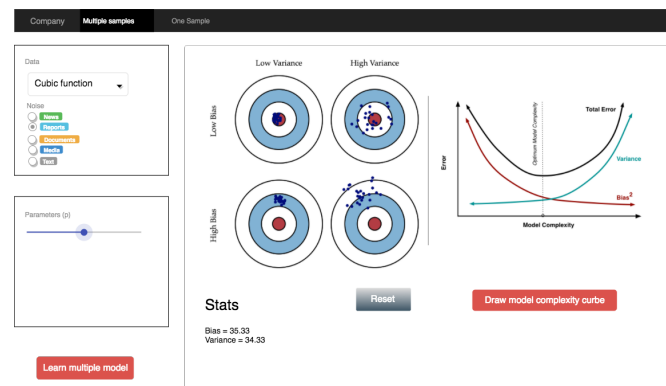 Company Multiple samples One Sample
Data
Cubic function
Noise
News
Reports
Documents
Media
Text
Parameters (p)
Learn multiple model
Low Variance High Variance
Low Bias
High Bias
Error
Optimum Model Complexity
Total Error
Variance
Bias²
Model Complexity
Stats
Reset
Draw model complexity curbe
Bias = 35.33
Variance = 34.33